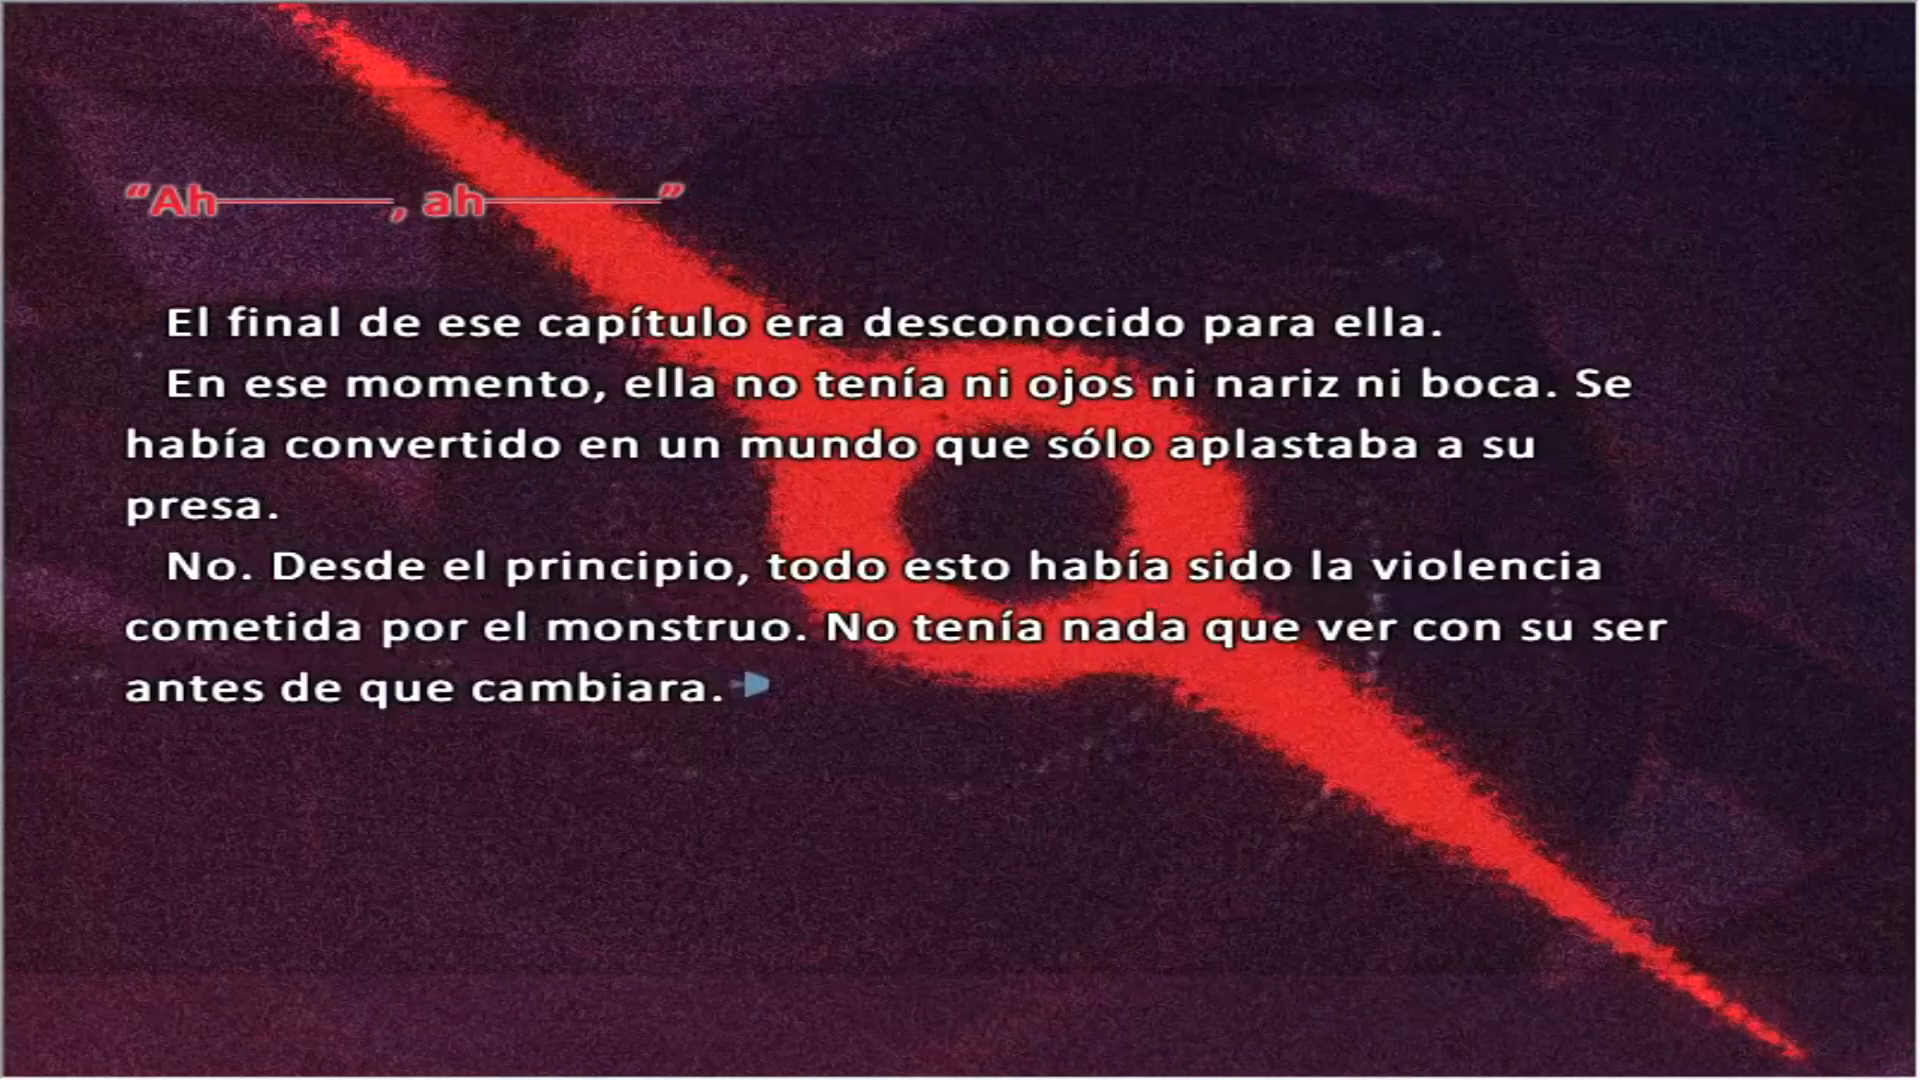 “Ah————, ah————”
El final de ese capítulo era desconocido para ella.
En ese momento, ella no tenía ni ojos ni nariz ni boca. Se
había convertido en un mundo que sólo aplastaba a su
presa.
No. Desde el principio, todo esto había sido la violencia
cometida por el monstruo. No tenía nada que ver con su ser
antes de que cambiara.